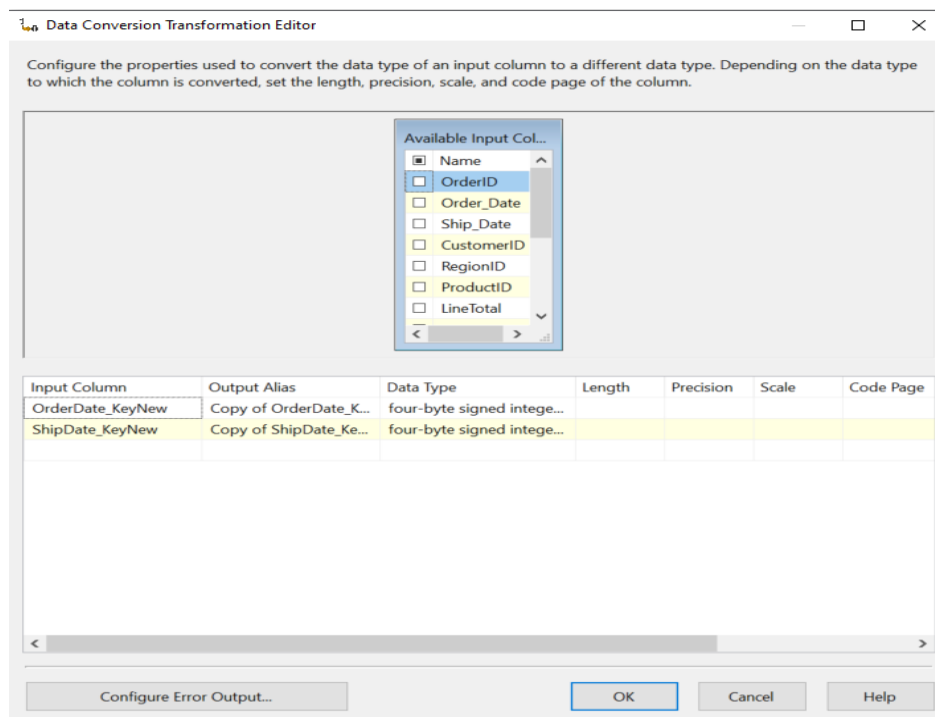 Data Conversion Transformation Editor
Configure the properties used to convert the data type of an input column to a different data type. Depending on the data type
to which the column is converted, set the length, precision, scale, and code page of the column.
Available Input Col...
Name
OrderID
Order_Date
Ship_Date
CustomerID
RegionID
ProductID
LineTotal
Input Column Output Alias Data Type Length Precision Scale Code Page
OrderDate_KeyNew Copy of OrderDate_K... four-byte signed intege...
ShipDate_KeyNew Copy of ShipDate_Ke... four-byte signed intege...
Configure Error Output... OK Cancel Help